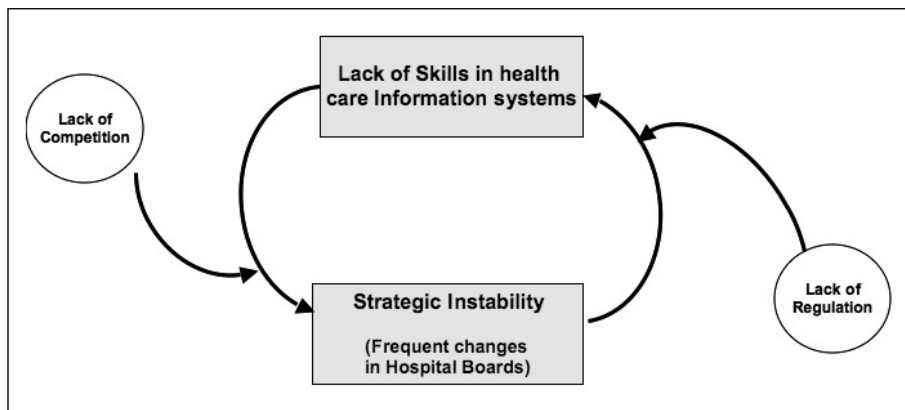 Lack of Skills in health
care Information systems
Lack of
Competition
Strategic Instability
(Frequent changes
in Hospital Boards)
Lack of
Regulation